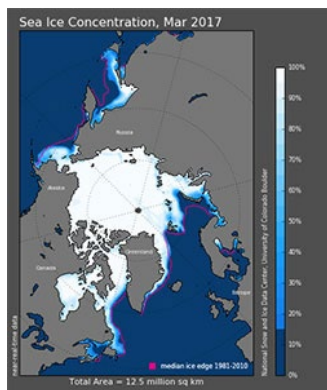 Sea Ice Concentration, Mar 2017
Russia
Alaska
Greenland
Canada
Europe
near-real-time data
median ice edge 1981-2010
Total Area = 12.5 million sq km
100%
90%
80%
70%
60%
50%
40%
30%
20%
10%
0%
National Snow and Ice Data Center, University of Colorado Boulder